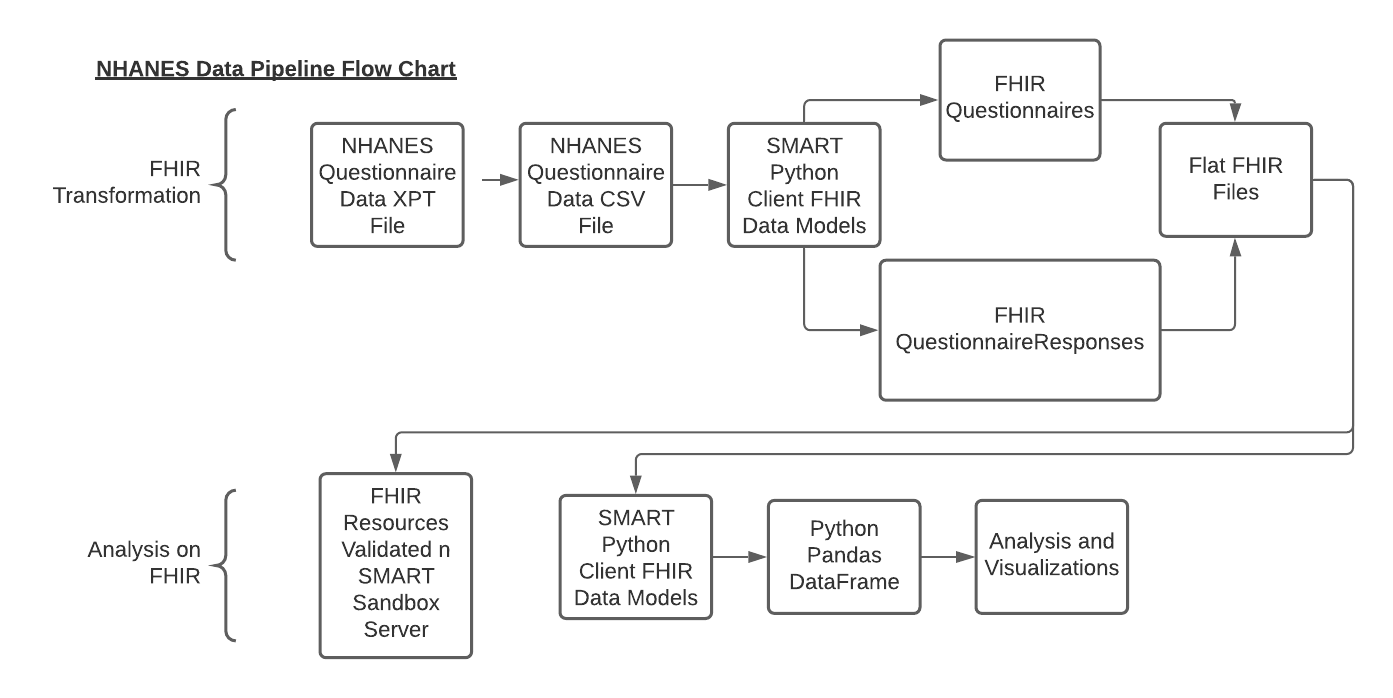 NHANES Data Pipeline Flow Chart
FHIR
Transformation
NHANES
Questionnaire
Data XPT
File
NHANES
Questionnaire
Data CSV
File
SMART
Python
Client FHIR
Data Models
FHIR
Questionnaires
FHIR
QuestionnaireResponses
Flat FHIR
Files
Analysis on
FHIR
FHIR
Resources
Validated n
SMART
Sandbox
Server
SMART
Python
Client FHIR
Data Models
Python
Pandas
DataFrame
Analysis and
Visualizations